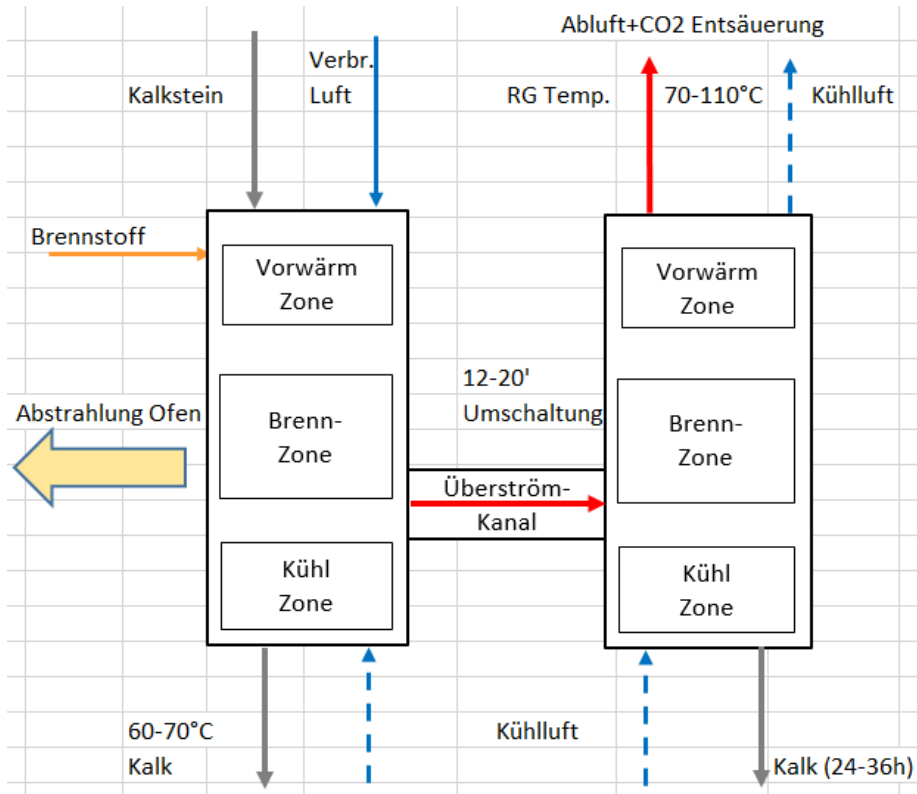 Abluft+CO2 Entsäuerung
Verbr.
Kalkstein
Luft
RG Temp.
70-110°C
Kühlluft
Brennstoff
Vorwärm
Zone
Vorwärm
Zone
12-20'
Umschaltung
Abstrahlung Ofen
Brenn-
Zone
Brenn-
Zone
Überström-
Kanal
Kühl
Zone
Kühl
Zone
60-70°C
Kalk
Kühlluft
Kalk (24-36h)